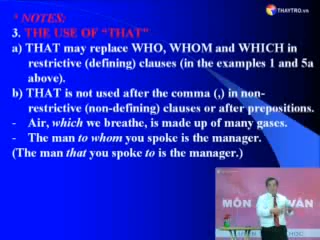 THAYTRO.VN
* NOTES:
3. THE USE OF “THAT”
a) THAT may replace WHO, WHOM and WHICH in
restrictive (defining) clauses (in the examples 1 and 5a
above).
b) THAT is not used after the comma (,) in non-
restrictive (non-defining) clauses or after prepositions.
- Air, which we breathe, is made up of many gases.
- The man to whom you spoke is the manager.
(The man that you spoke to is the manager.)
MÔN VĂN